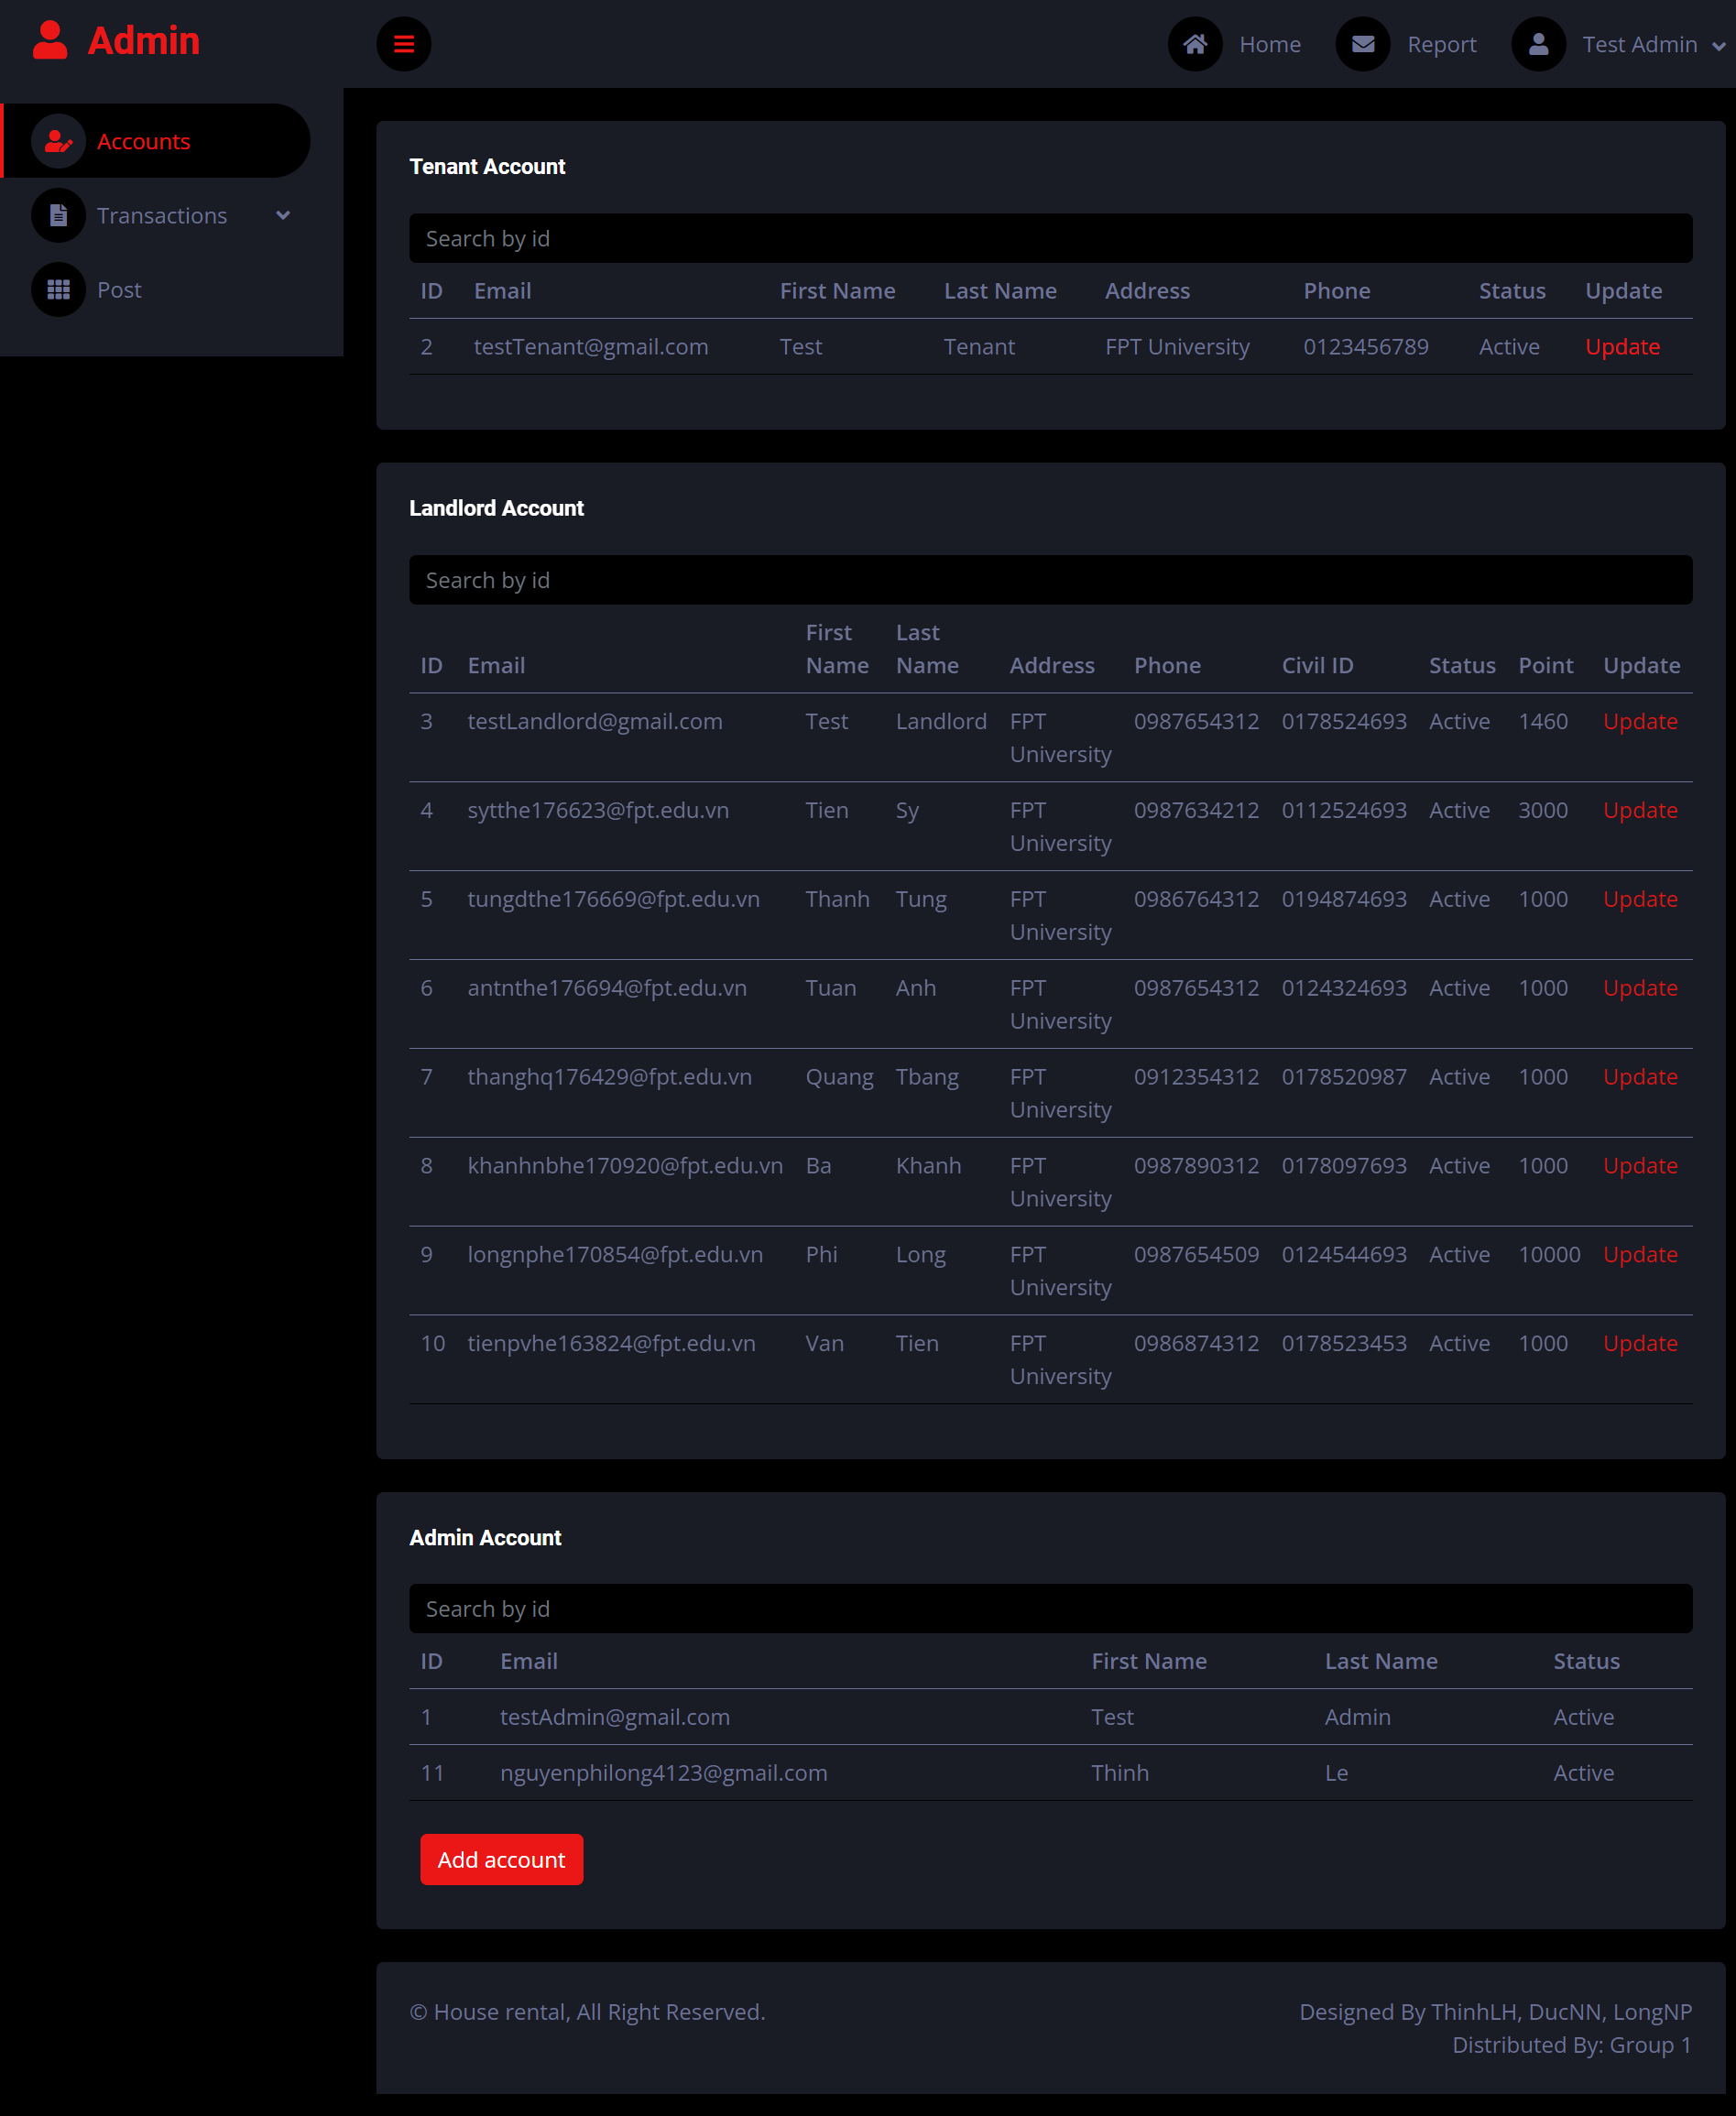 Admin
Home Report Test Admin
Accounts
Transactions
Post
Tenant Account
Search by id
ID Email First Name Last Name Address Phone Status Update
2 testTenant@gmail.com Test Tenant FPT University 0123456789 Active Update
Landlord Account
Search by id
ID Email First Name Last Name Address Phone Civil ID Status Point Update
3 testLandlord@gmail.com Test Landlord FPT University 0987654312 0178524693 Active 1460 Update
4 sytthe176623@fpt.edu.vn Tien Sy FPT University 0987634212 0112524693 Active 3000 Update
5 tungdthe176669@fpt.edu.vn Thanh Tung FPT University 0986764312 0194874693 Active 1000 Update
6 antnthe176694@fpt.edu.vn Tuan Anh FPT University 0987654312 0124324693 Active 1000 Update
7 thanghq176429@fpt.edu.vn Quang Tbang FPT University 0912354312 0178520987 Active 1000 Update
8 khanhnbhe170920@fpt.edu.vn Ba Khanh FPT University 0987890312 0178097693 Active 1000 Update
9 longnphe170854@fpt.edu.vn Phi Long FPT University 0987654509 0124544693 Active 10000 Update
10 tienpvhe163824@fpt.edu.vn Van Tien FPT University 0986874312 0178523453 Active 1000 Update
Admin Account
Search by id
ID Email First Name Last Name Status
1 testAdmin@gmail.com Test Admin Active
11 nguyenphilong4123@gmail.com Thinh Le Active
Add account
© House rental, All Right Reserved.
Designed By ThinhLH, DucNN, LongNP
Distributed By: Group 1